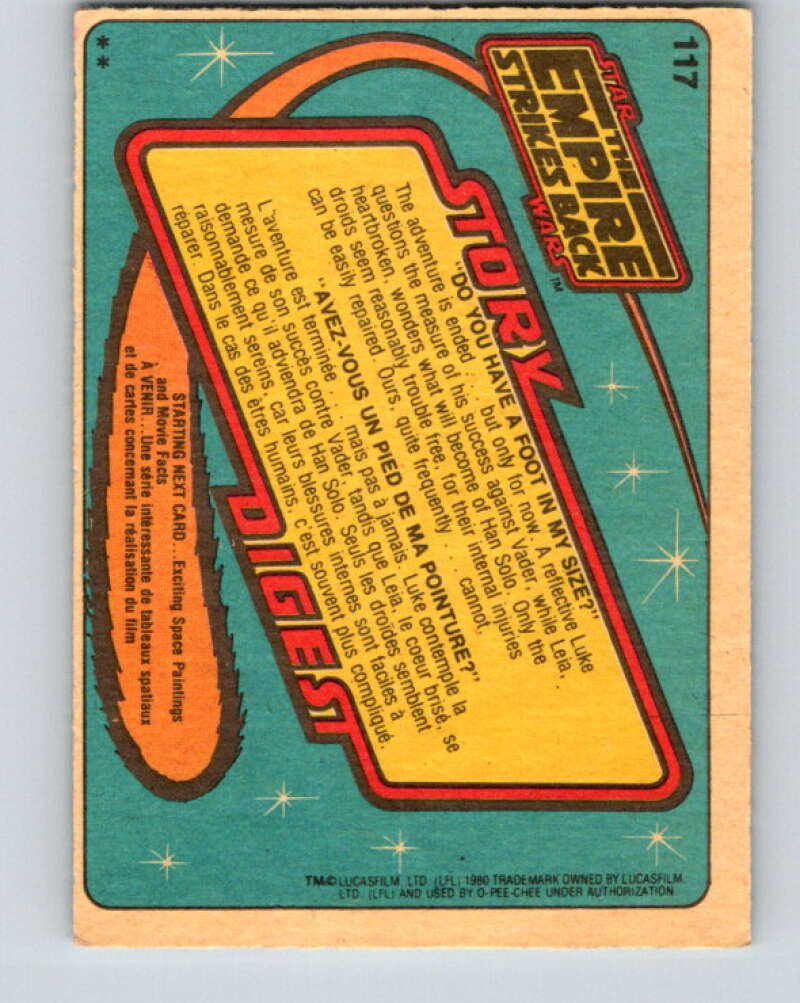 117
STAR
THE
EMPIRE
STRIKES BACK
WARS™
**
STORY
"DO YOU HAVE A FOOT IN MY SIZE?"
The adventure is ended . . . but only for now. A reflective Luke
questions the measure of his success against Vader, while Leia,
heartbroken, wonders what will become of Han Solo. Only the
droids seem reasonably trouble free, for their internal injuries
can be easily repaired. Ours, quite frequently . . . cannot.
"AVEZ-VOUS UN PIED DE MA POINTURE?"
L'aventure est terminée . . . mais pas à jamais. Luke contemple la
mesure de son succès contre Vader, tandis que Leia, le coeur brisé, se
demande ce qu'il adviendra de Han Solo. Seuls les droides semblent
raisonnablement sereins, car leurs blessures internes sont faciles à
réparer. Dans le cas des êtres humains, c'est souvent plus compliqué.
DIGEST
STARTING NEXT CARD...Exciting Space Paintings
and Movie Facts
À VENIR...Une série intéressante de tableaux spatiaux
et de cartes concernant la réalisation du film
TM © LUCASFILM, LTD. (LFL) 1980 TRADEMARK OWNED BY LUCASFILM,
LTD. (LFL) AND USED BY O-PEE-CHEE UNDER AUTHORIZATION